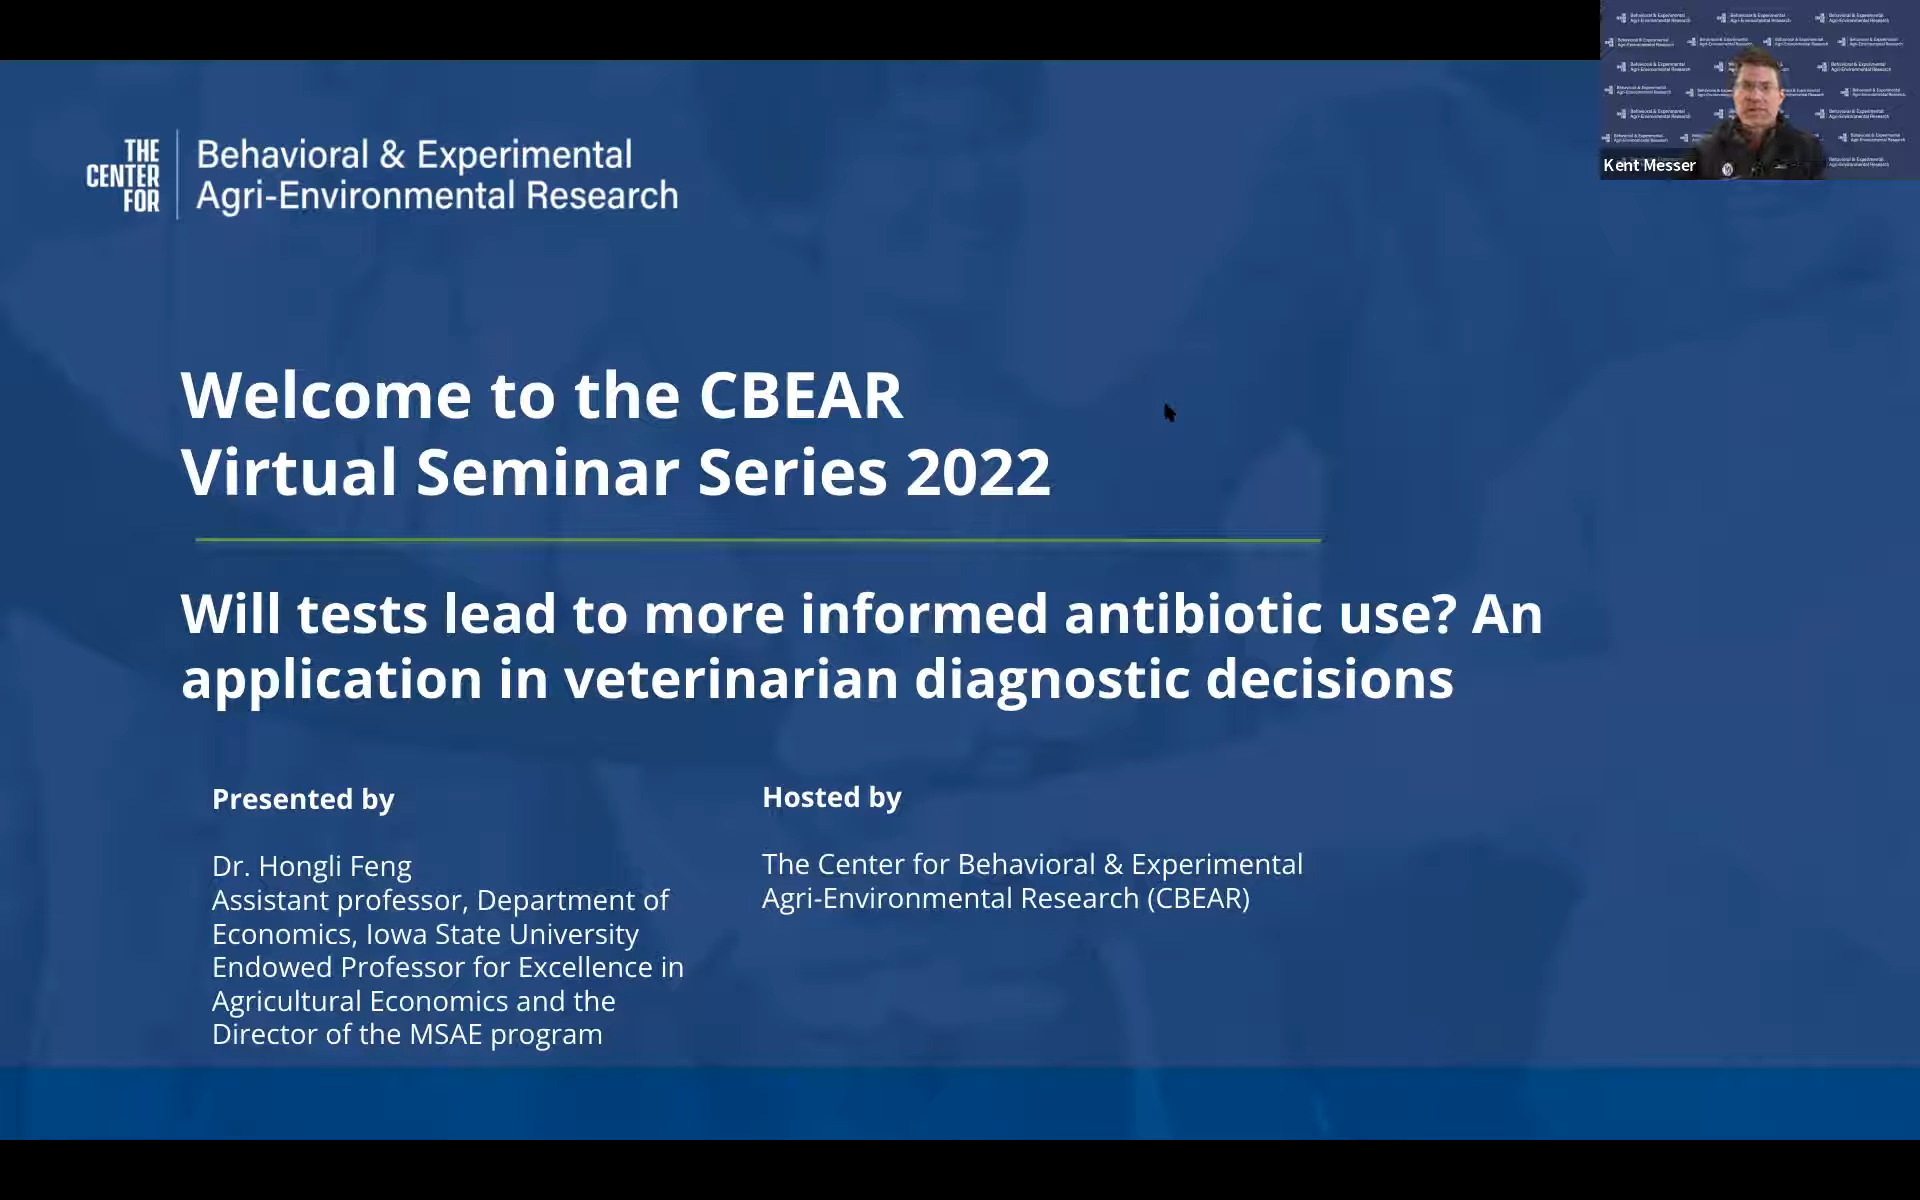 THE
CENTER
FOR
Behavioral & Experimental
Agri-Environmental Research
Kent Messer
Welcome to the CBEAR
Virtual Seminar Series 2022
Will tests lead to more informed antibiotic use? An
application in veterinarian diagnostic decisions
Presented by
Dr. Hongli Feng
Assistant professor, Department of
Economics, Iowa State University
Endowed Professor for Excellence in
Agricultural Economics and the
Director of the MSAE program
Hosted by
The Center for Behavioral & Experimental
Agri-Environmental Research (CBEAR)